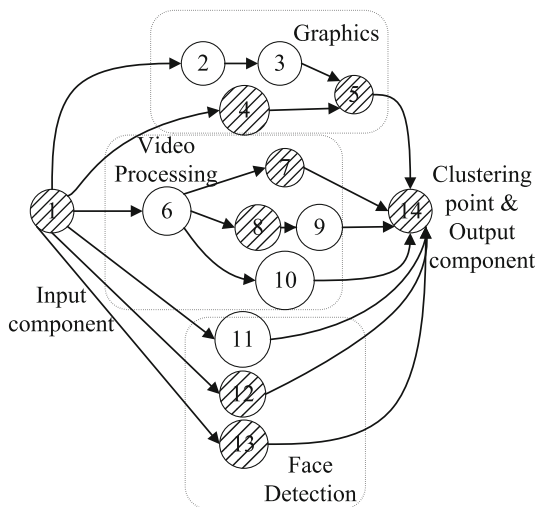 Graphics
2
3
5
4
Video
Processing
7
1
6
8
9
14
Clustering
point &
Output
component
10
Input
component
11
12
13
Face
Detection